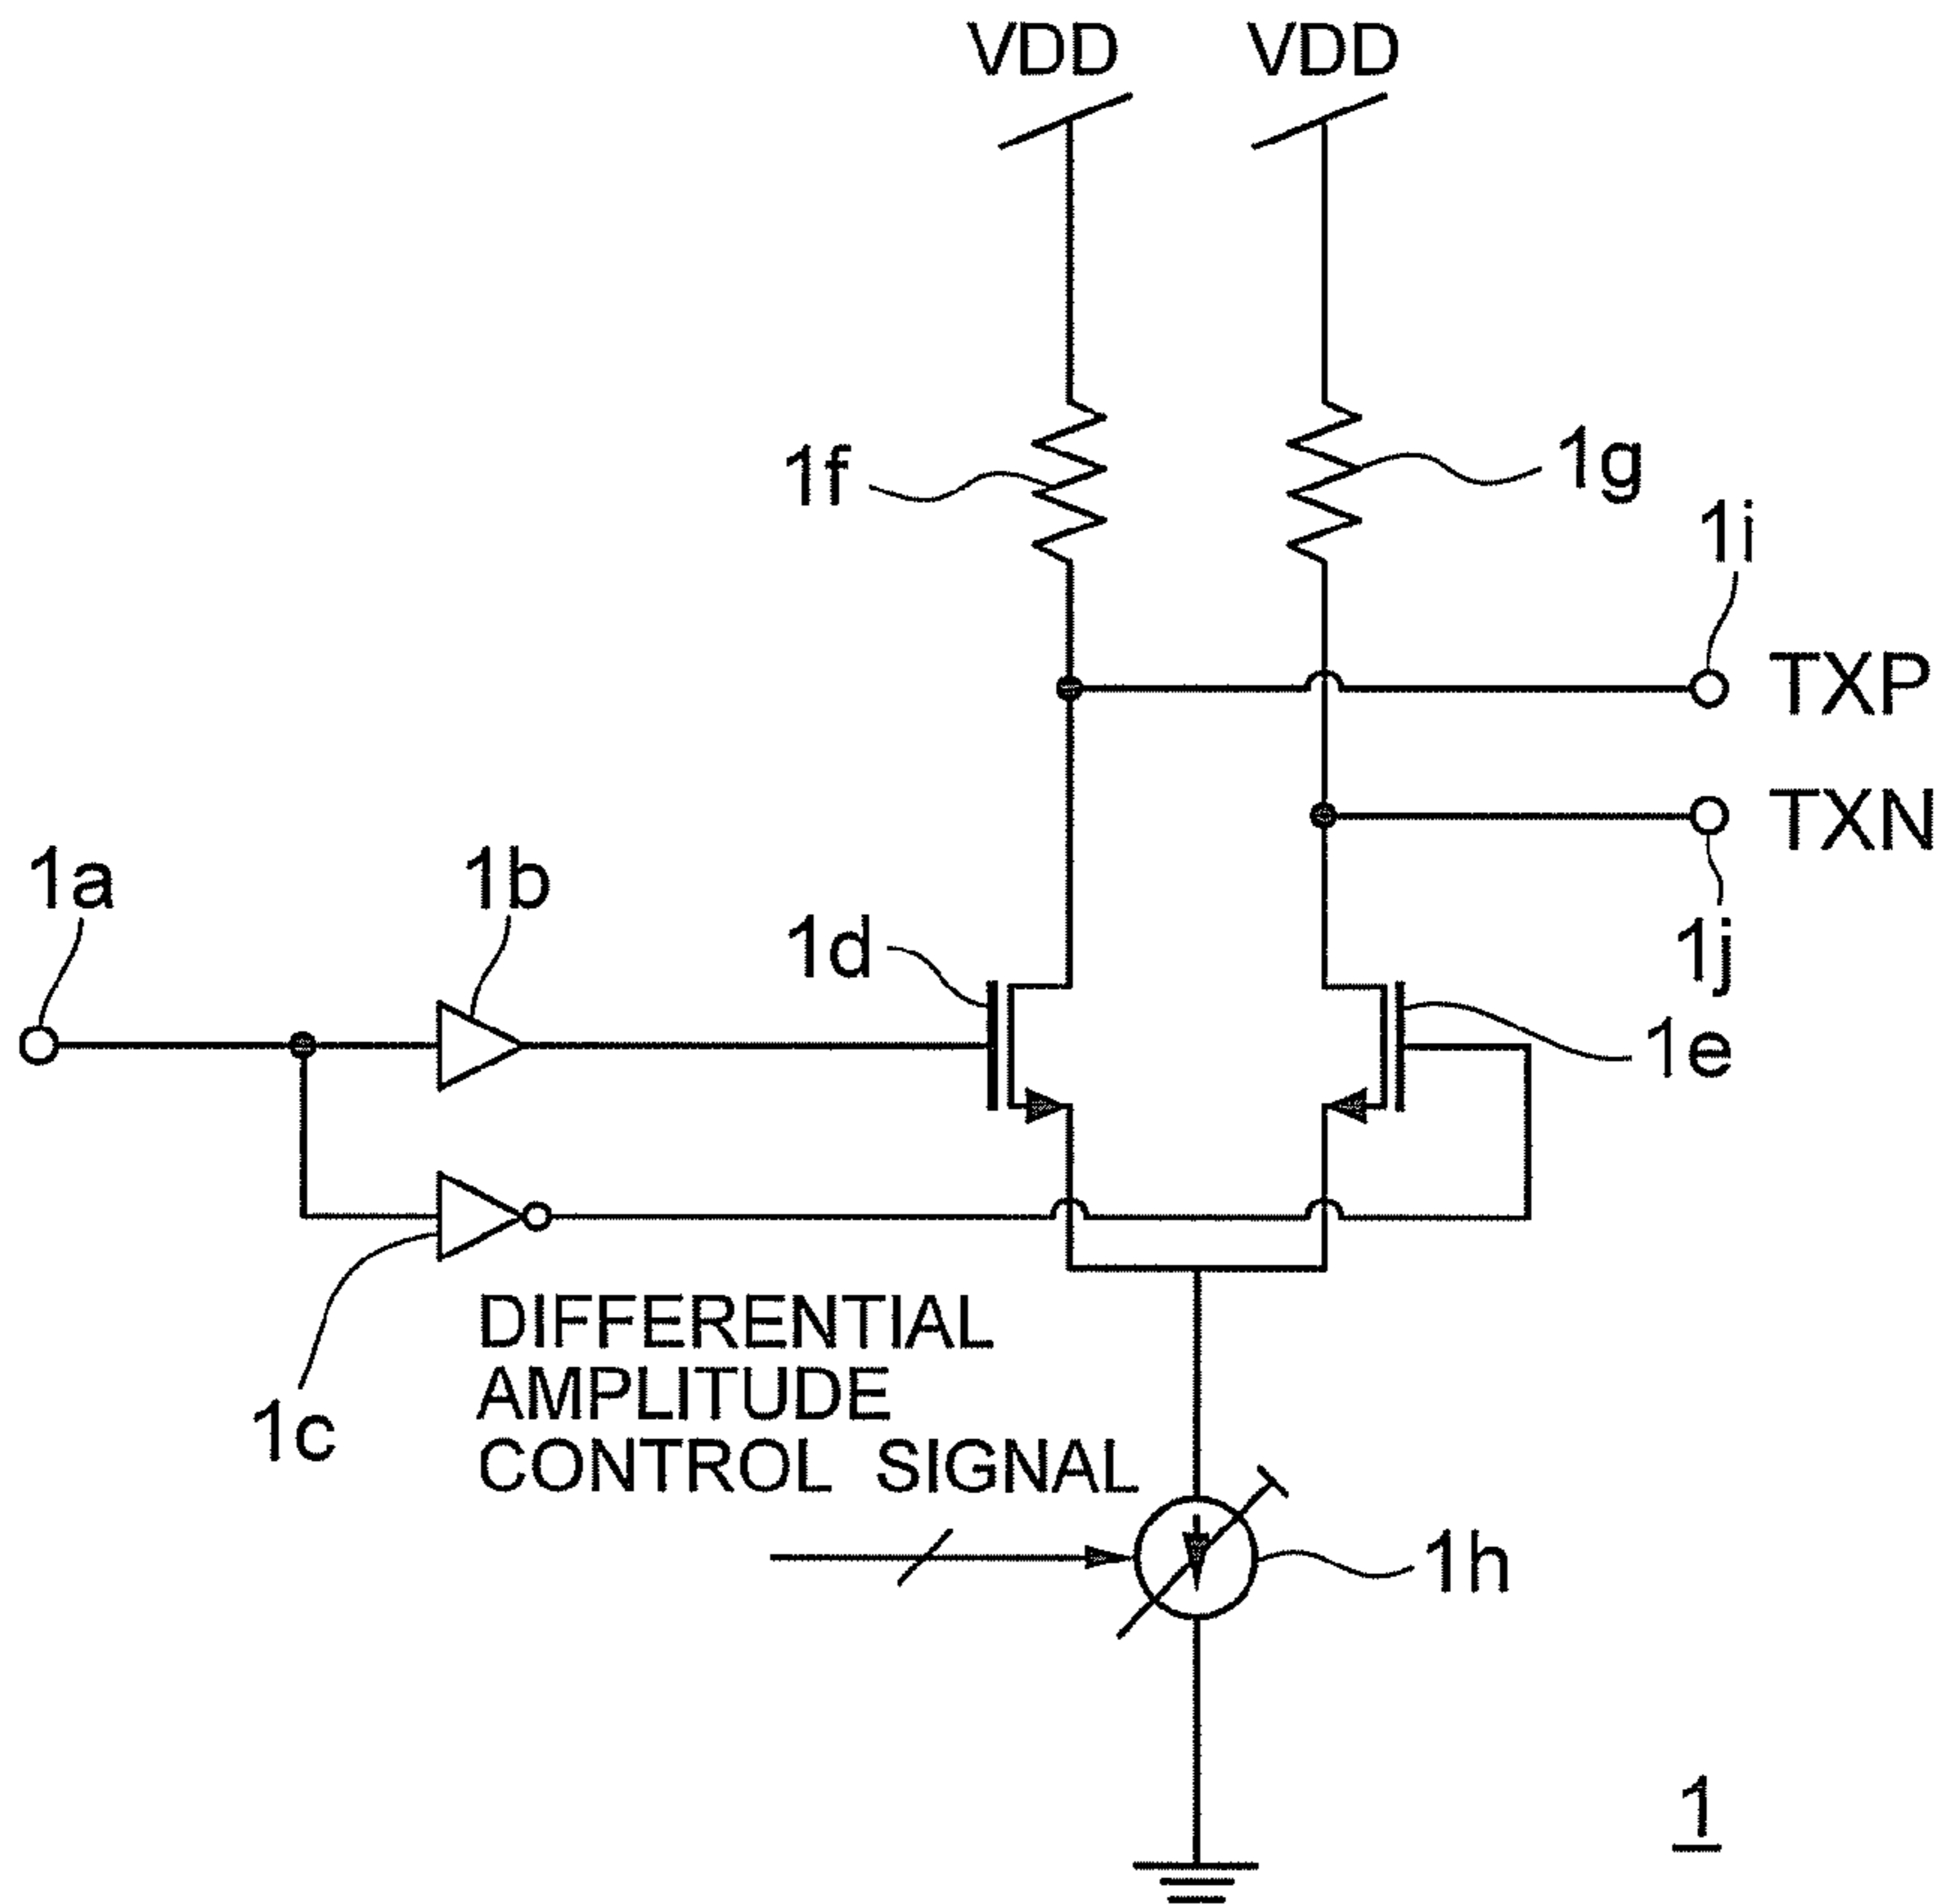 VDD VDD
1f
1g
1i
TXP
TXN
1j
1a
1b
1d
1e
1c
DIFFERENTIAL
AMPLITUDE
CONTROL SIGNAL
1h
1